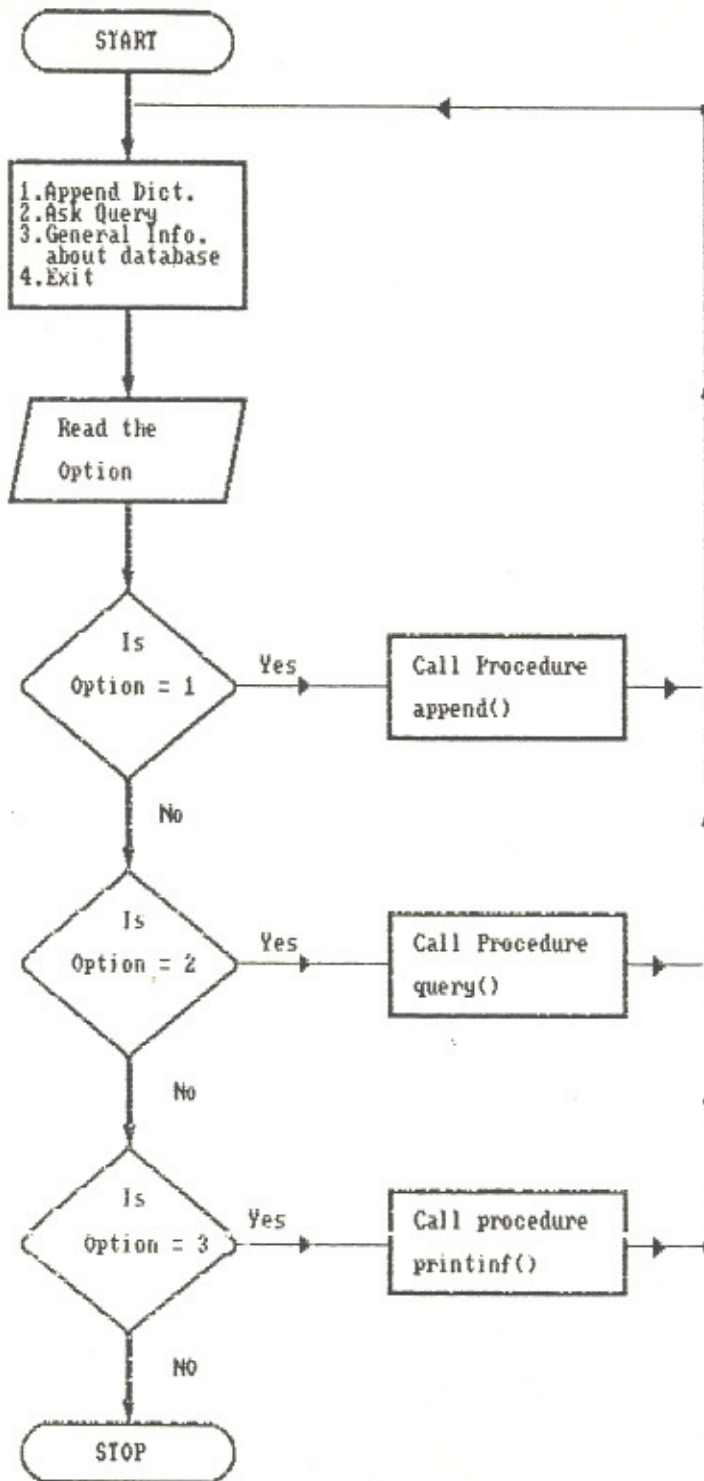 START
1.Append Dict.
2.Ask Query
3.General Info.
about database
4.Exit
Read the
Option
Is
Option = 1
Yes
Call Procedure
append()
No
Is
Option = 2
Yes
Call Procedure
query()
No
Is
Option = 3
Yes
Call procedure
printinf()
NO
STOP